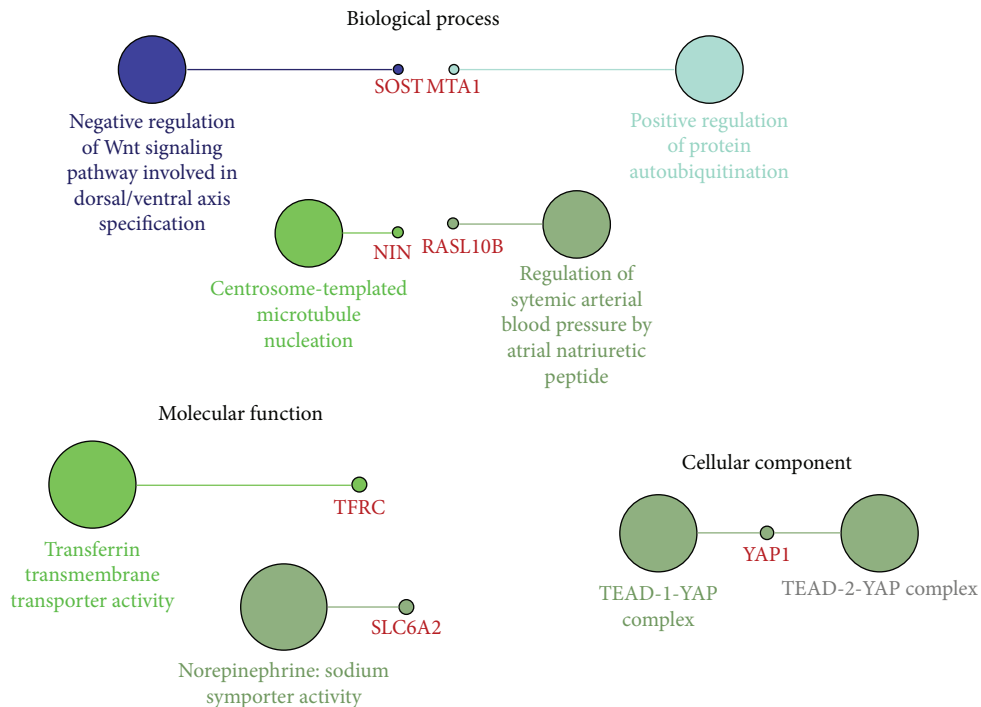 Biological process
SOST MTA1
Negative regulation
of Wnt signaling
pathway involved in
dorsal/ventral axis
specification
Positive regulation
of protein
autoubiquitination
NIN
RASL10B
Centrosome-templated
microtubule
nucleation
Regulation of
sytemic arterial
blood pressure by
atrial natriuretic
peptide
Molecular function
TFRC
Transferrin
transmembrane
transporter activity
SLC6A2
Norepinephrine: sodium
symporter activity
Cellular component
YAP1
TEAD-1-YAP
complex
TEAD-2-YAP complex